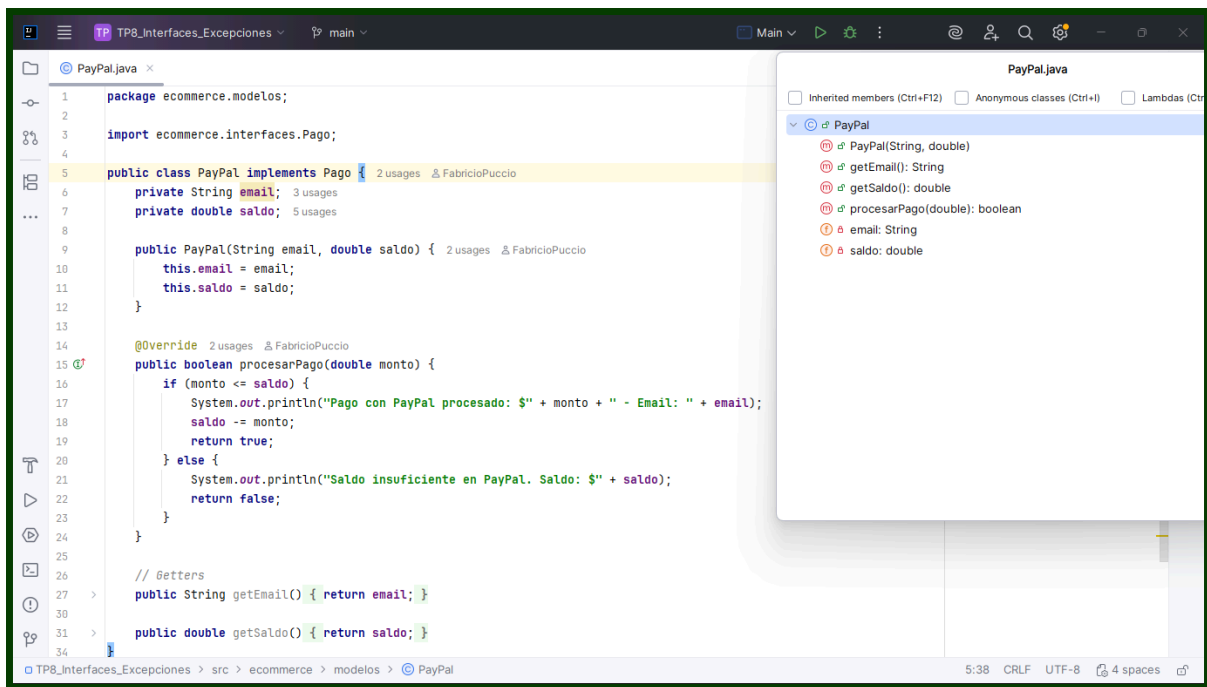 TP TP8_Interfaces_Excepciones main Main
PayPal.java
1 package ecommerce.modelos;
2
3 import ecommerce.interfaces.Pago;
4
5 public class PayPal implements Pago { 2 usages FabricioPuccio
6 private String email; 3 usages
7 private double saldo; 5 usages
8
9 public PayPal(String email, double saldo) { 2 usages FabricioPuccio
10 this.email = email;
11 this.saldo = saldo;
12 }
13
14 @Override 2 usages FabricioPuccio
15 public boolean procesarPago(double monto) {
16 if (monto <= saldo) {
17 System.out.println("Pago con PayPal procesado: $" + monto + " - Email: " + email);
18 saldo -= monto;
19 return true;
20 } else {
21 System.out.println("Saldo insuficiente en PayPal. Saldo: $" + saldo);
22 return false;
23 }
24 }
25
26 // Getters
27 public String getEmail() { return email; }
30
31 public double getSaldo() { return saldo; }
34 }
PayPal.java
Inherited members (Ctrl+F12) Anonymous classes (Ctrl+I) Lambdas (Ctr
PayPal
PayPal(String, double)
getEmail(): String
getSaldo(): double
procesarPago(double): boolean
email: String
saldo: double
TP8_Interfaces_Excepciones > src > ecommerce > modelos > PayPal 5:38 CRLF UTF-8 4 spaces